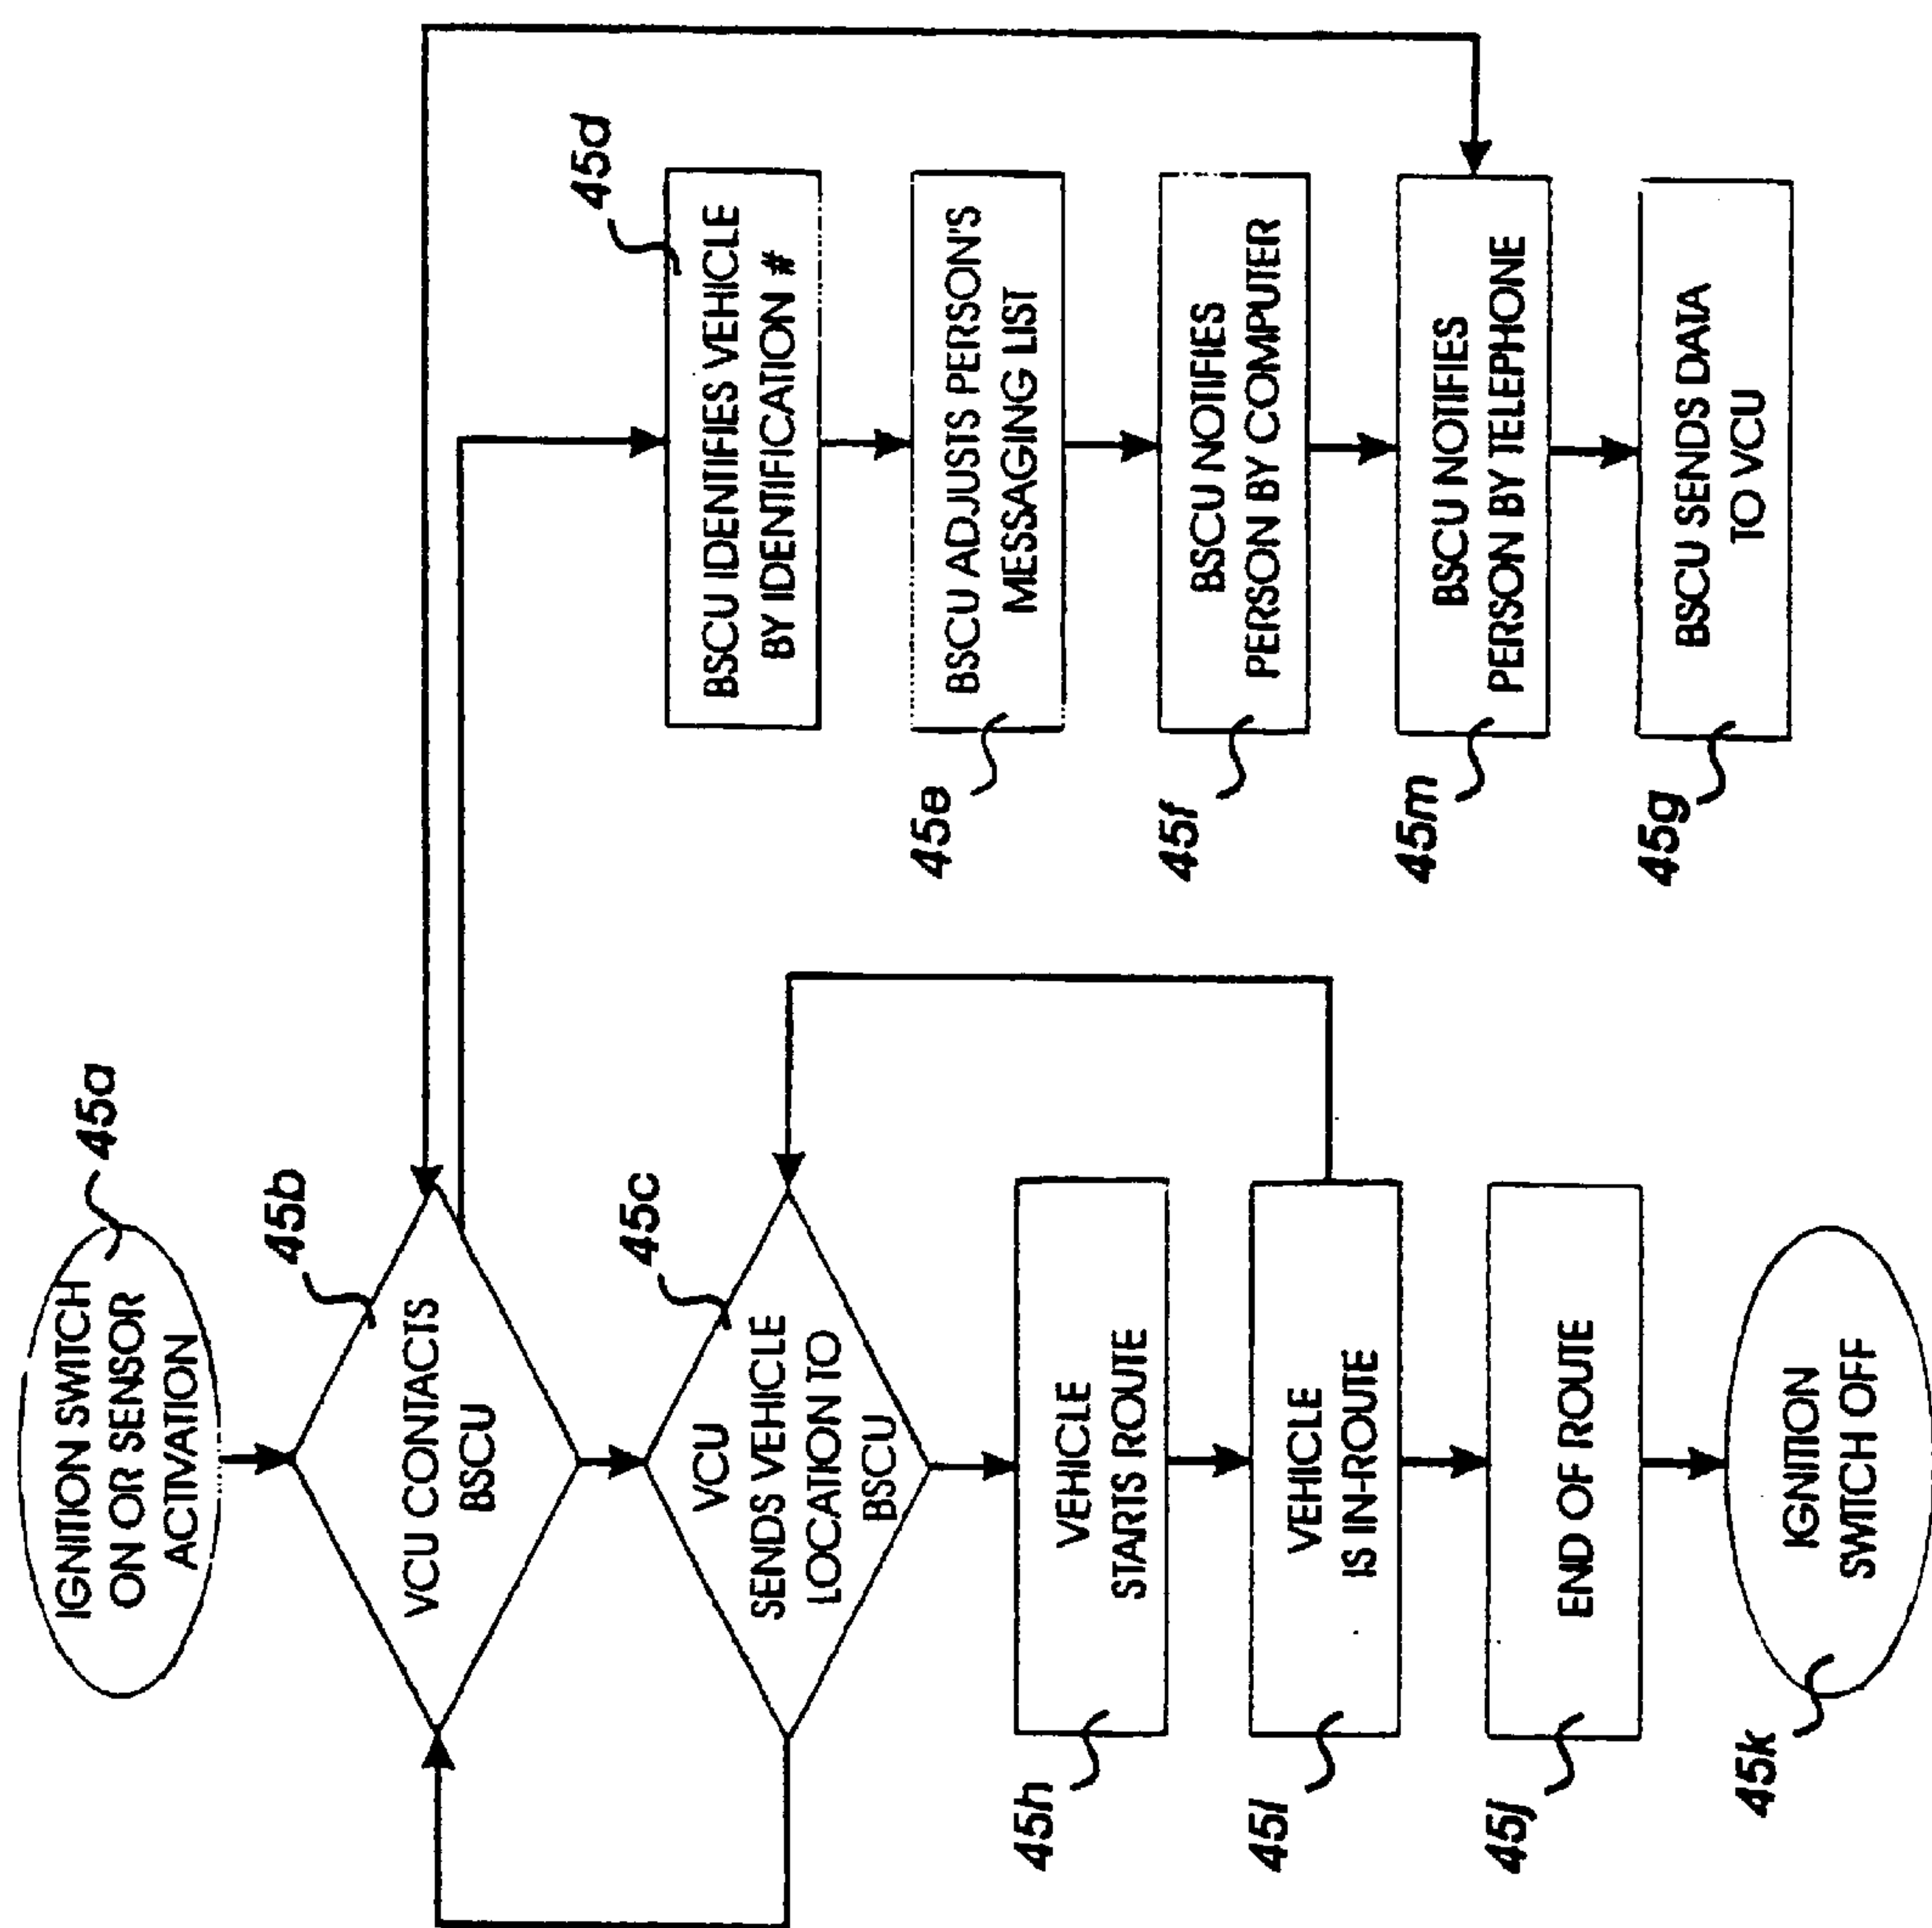 45a
IGNITION SWITCH
ON OR SENSOR
ACTIVATION
45b
VCU CONTACTS
BSCU
45c
VCU
SENDS VEHICLE
LOCATION TO
BSCU
45h
VEHICLE
STARTS ROUTE
45i
VEHICLE
IS IN-ROUTE
45j
END OF ROUTE
45k
IGNITION
SWITCH OFF
45d
BSCU IDENTIFIES VEHICLE
BY IDENTIFICATION #
45e
BSCU ADJUSTS PERSON'S
MESSAGING LIST
45f
BSCU NOTIFIES
PERSON BY COMPUTER
45m
BSCU NOTIFIES
PERSON BY TELEPHONE
45g
BSCU SENDS DATA
TO VCU